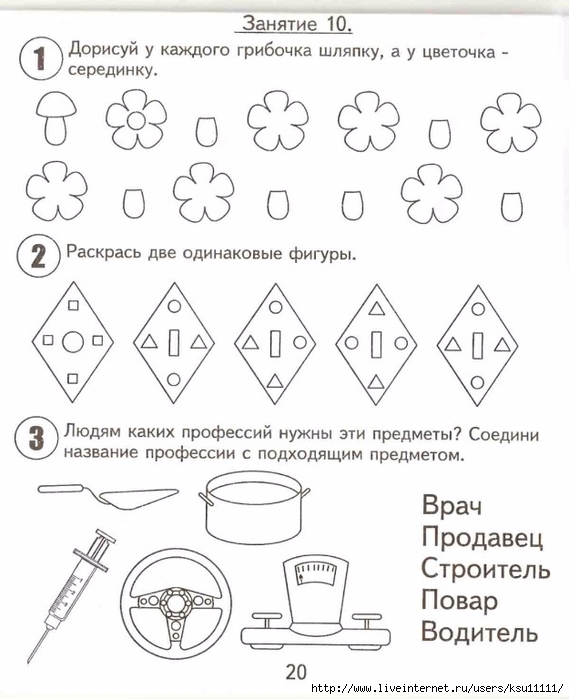 Занятие 10.
1 Дорисуй у каждого грибочка шляпку, а у цветочка -
серединку.
2 Раскрась две одинаковые фигуры.
3 Людям каких профессий нужны эти предметы? Соедини
название профессии с подходящим предметом.
Врач
Продавец
Строитель
Повар
Водитель
20
http://www.liveinternet.ru/users/ksu11111/